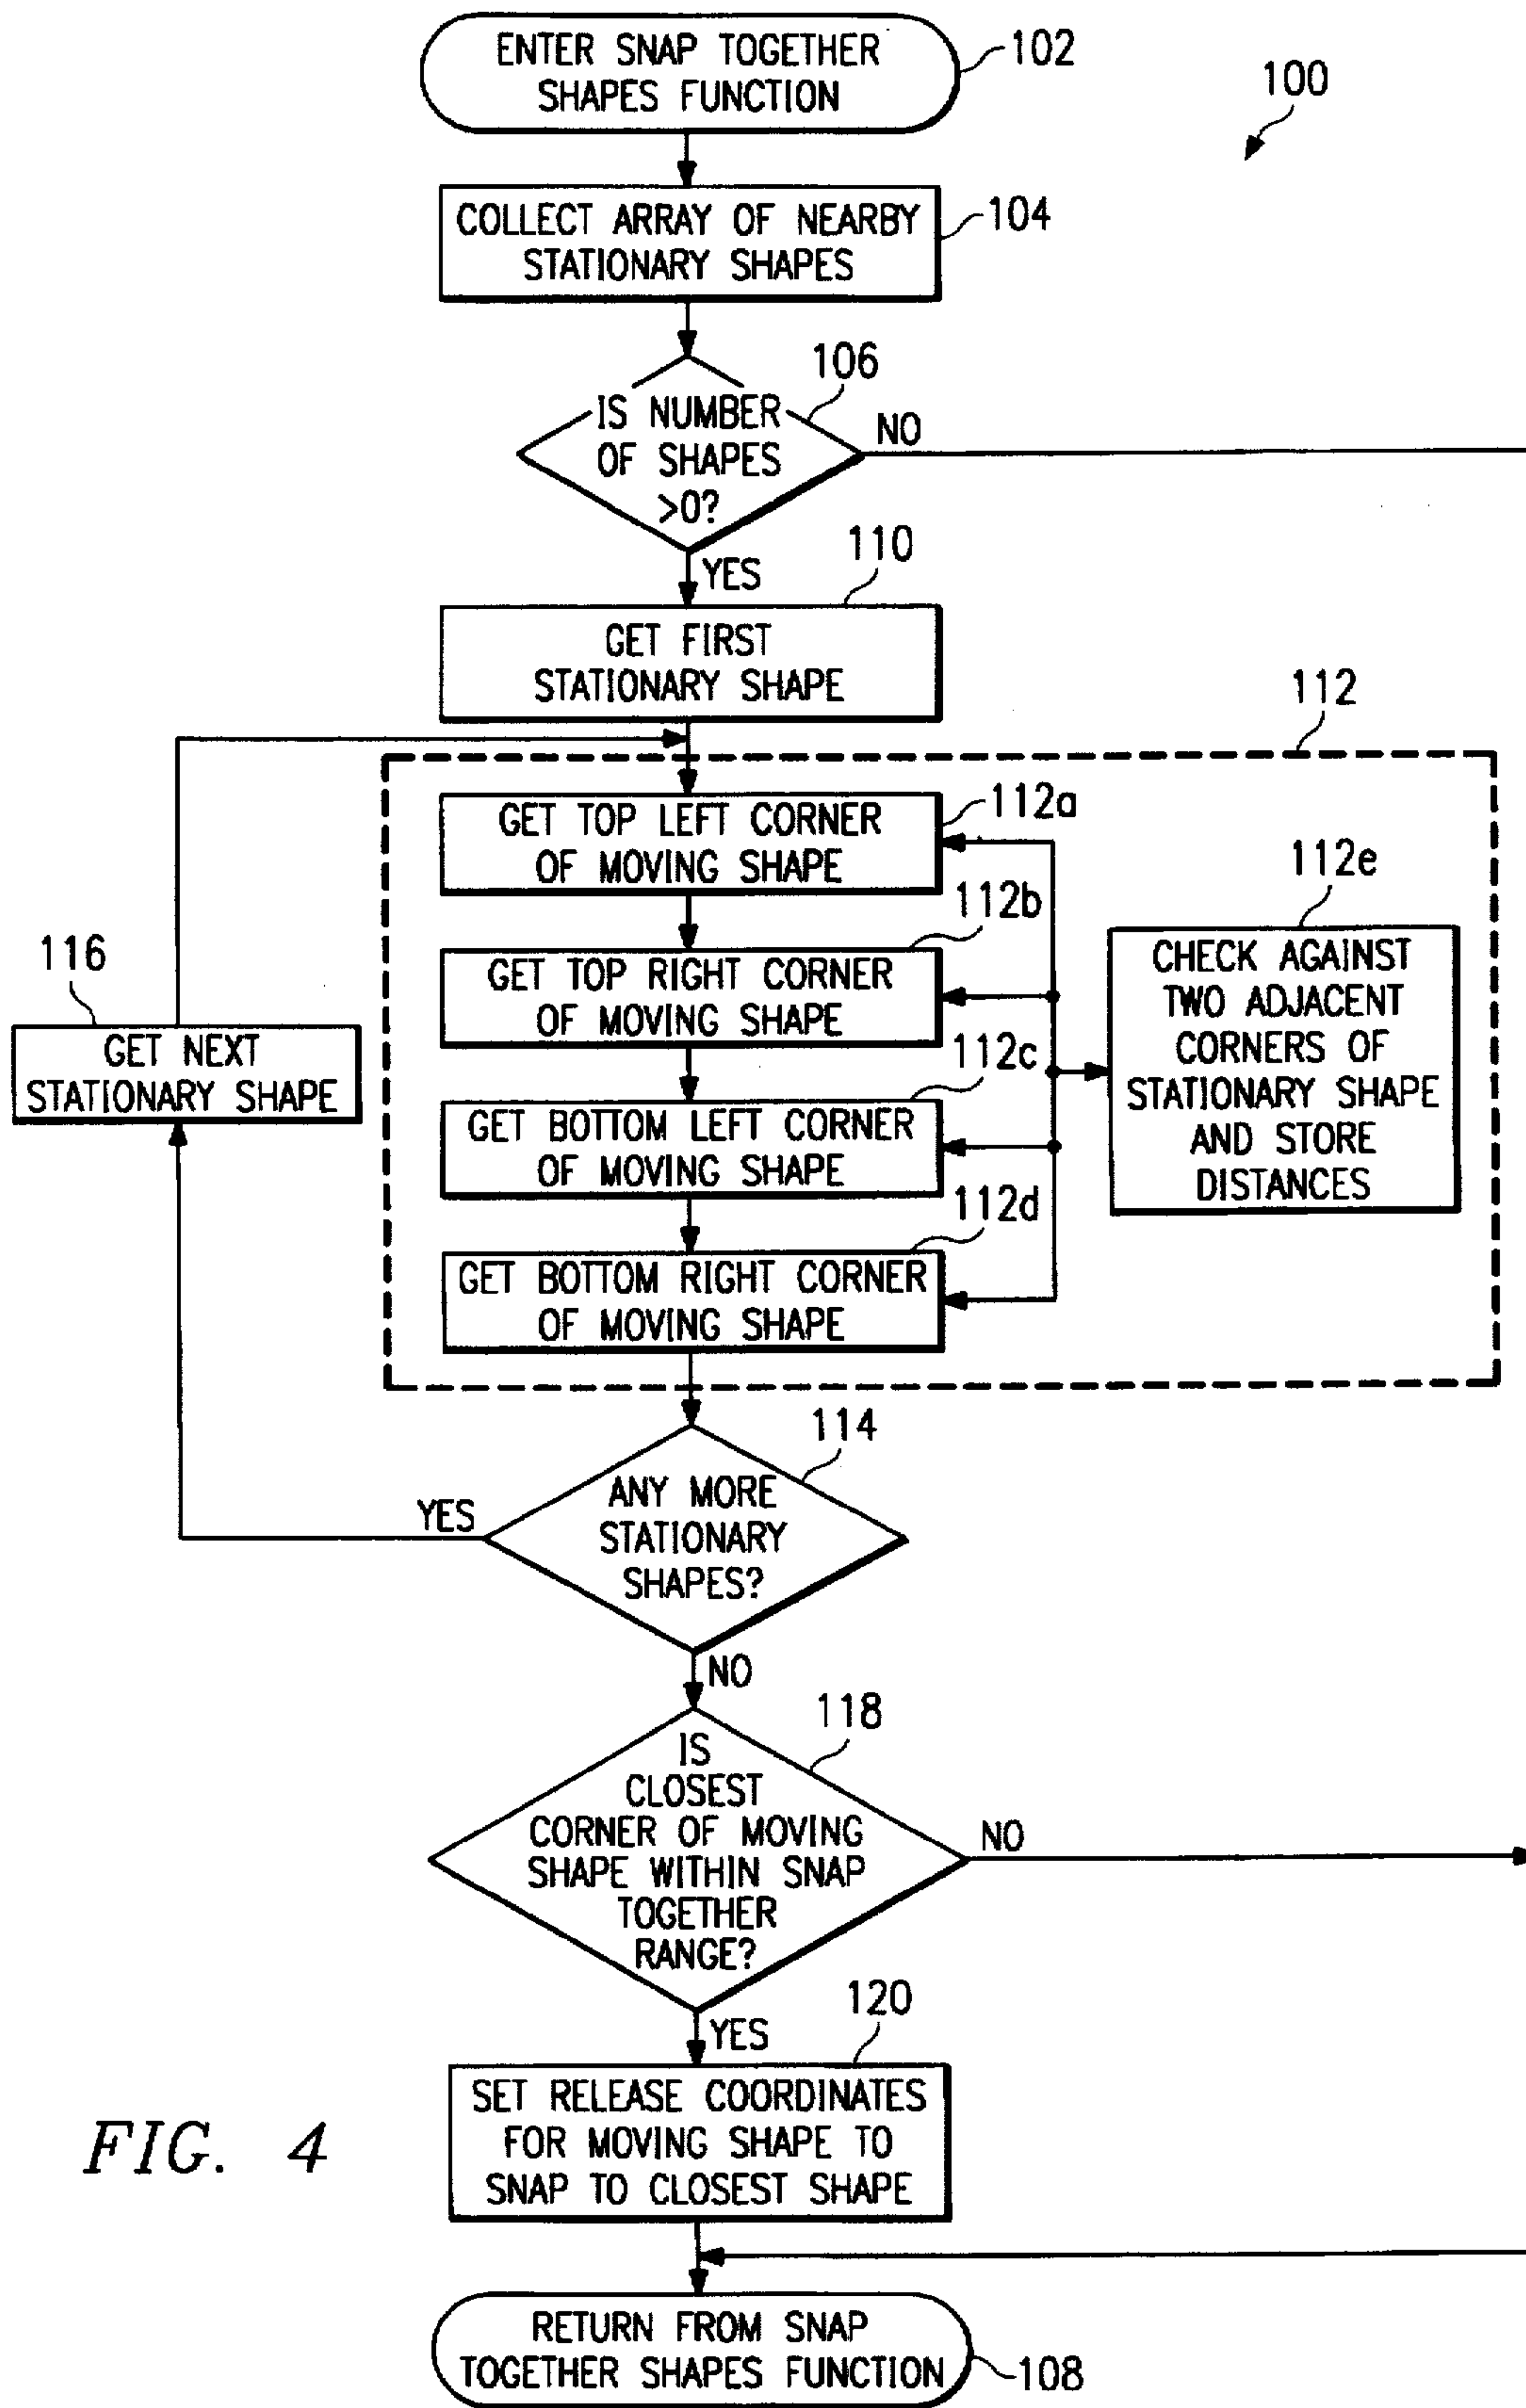 ENTER SNAP TOGETHER
SHAPES FUNCTION
102
100
COLLECT ARRAY OF NEARBY
STATIONARY SHAPES
104
106
IS NUMBER
OF SHAPES
>0?
NO
YES
110
GET FIRST
STATIONARY SHAPE
112
GET TOP LEFT CORNER
OF MOVING SHAPE
112a
112b
GET TOP RIGHT CORNER
OF MOVING SHAPE
112c
GET BOTTOM LEFT CORNER
OF MOVING SHAPE
112d
GET BOTTOM RIGHT CORNER
OF MOVING SHAPE
112e
CHECK AGAINST
TWO ADJACENT
CORNERS OF
STATIONARY SHAPE
AND STORE
DISTANCES
116
GET NEXT
STATIONARY SHAPE
114
ANY MORE
STATIONARY
SHAPES?
YES
NO
118
IS
CLOSEST
CORNER OF MOVING
SHAPE WITHIN SNAP
TOGETHER
RANGE?
NO
YES
120
SET RELEASE COORDINATES
FOR MOVING SHAPE TO
SNAP TO CLOSEST SHAPE
FIG. 4
RETURN FROM SNAP
TOGETHER SHAPES FUNCTION
108